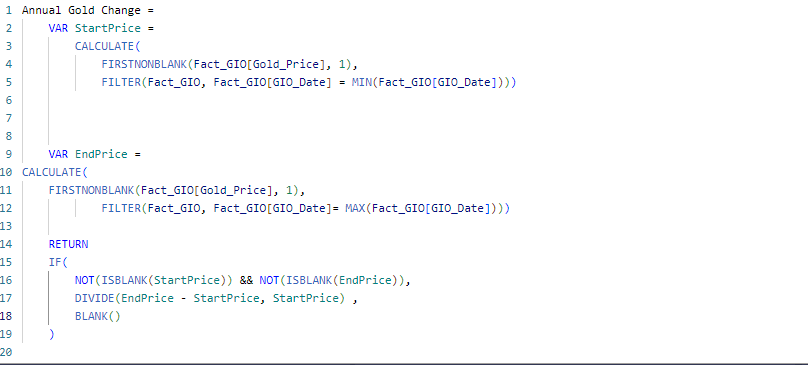 1 Annual Gold Change =
2 VAR StartPrice =
3 CALCULATE(
4 FIRSTNONBLANK(Fact_GIO[Gold_Price], 1),
5 FILTER(Fact_GIO, Fact_GIO[GIO_Date] = MIN(Fact_GIO[GIO_Date])))
6
7
8
9 VAR EndPrice =
10 CALCULATE(
11 FIRSTNONBLANK(Fact_GIO[Gold_Price], 1),
12 FILTER(Fact_GIO, Fact_GIO[GIO_Date]= MAX(Fact_GIO[GIO_Date])))
13
14 RETURN
15 IF(
16 NOT(ISBLANK(StartPrice)) && NOT(ISBLANK(EndPrice)),
17 DIVIDE(EndPrice - StartPrice, StartPrice) ,
18 BLANK()
19 )
20